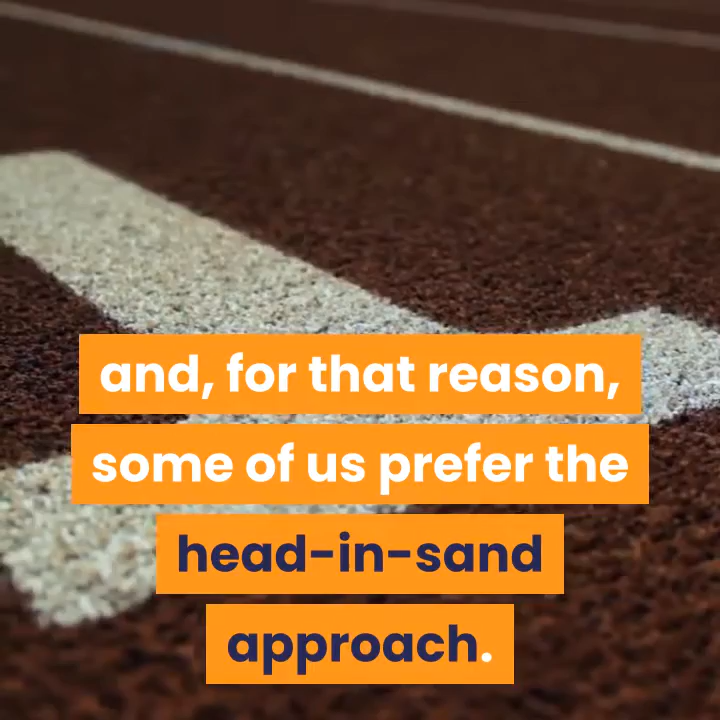 and, for that reason,
some of us prefer the
head-in-sand
approach.